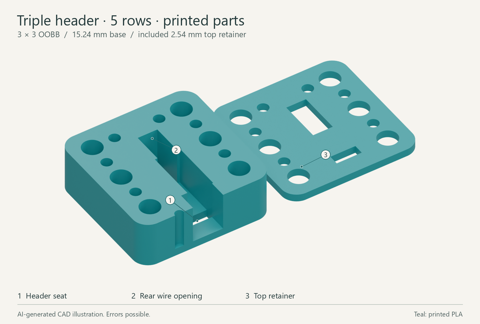 Triple header · 5 rows · printed parts
3 × 3 OOBB / 15.24 mm base / included 2.54 mm top retainer
2
3
1
1 Header seat
2 Rear wire opening
3 Top retainer
AI-generated CAD illustration. Errors possible.
Teal: printed PLA